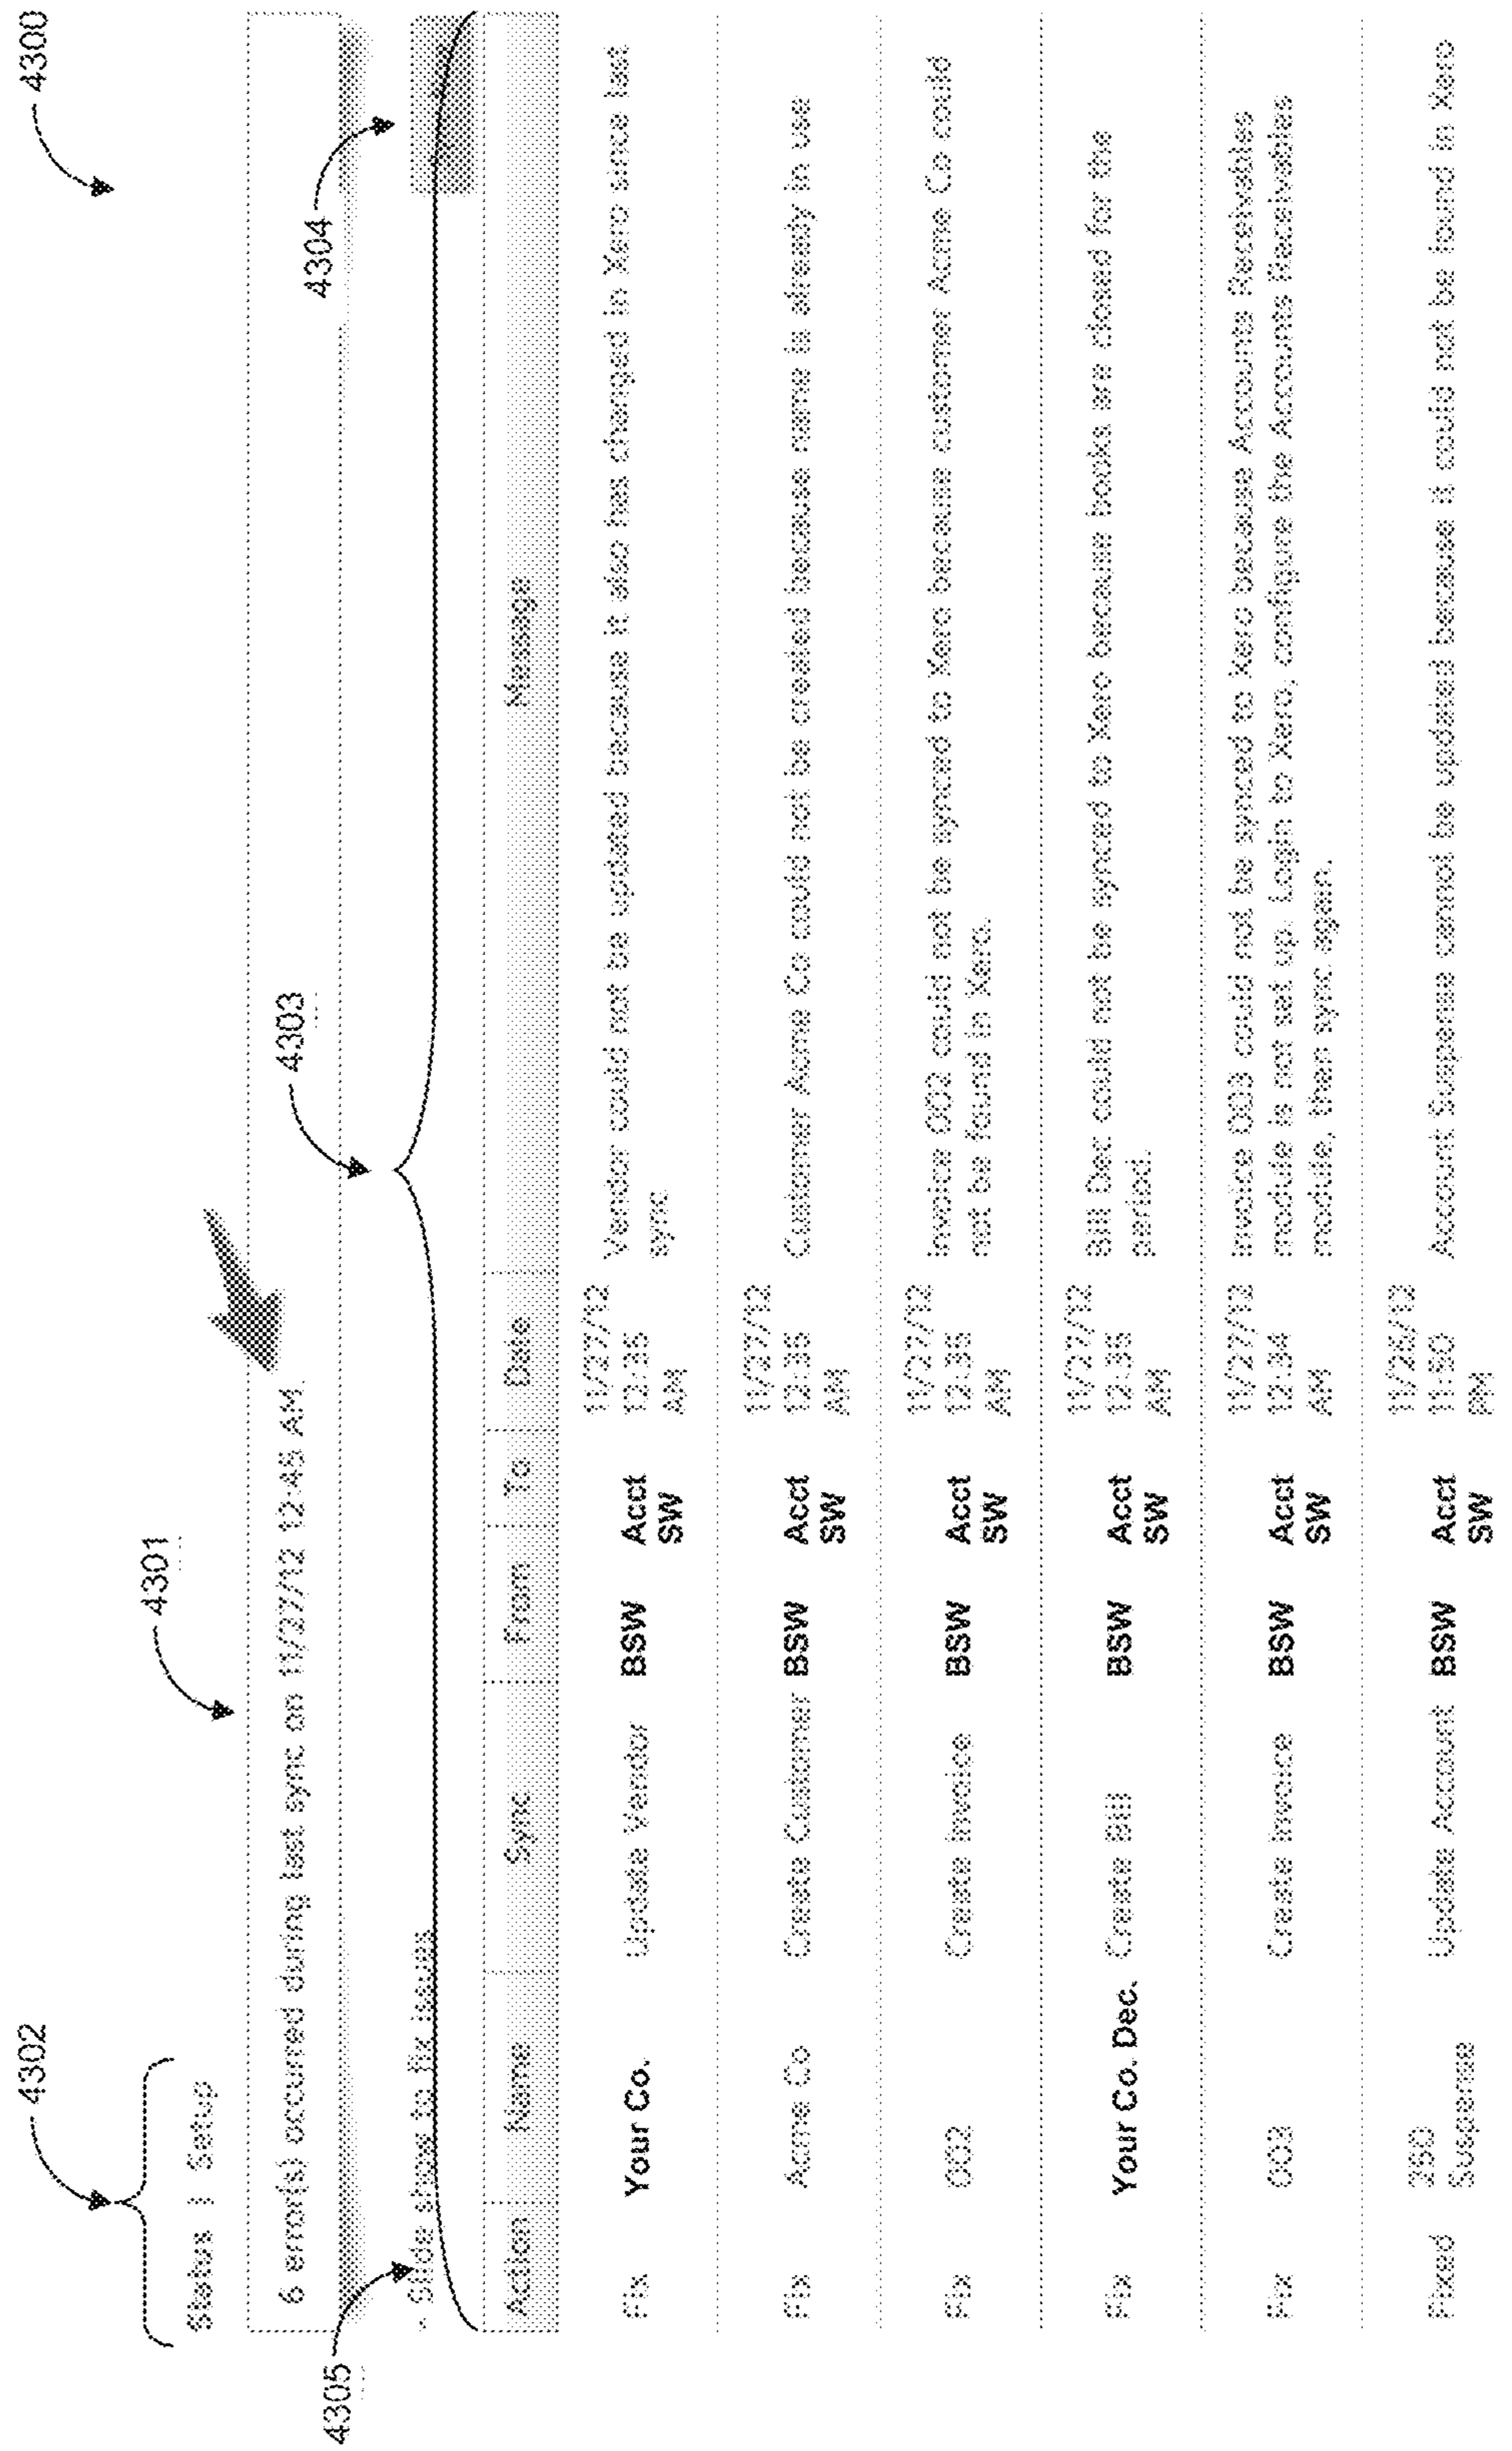 4300
4302
4301
Status | Setup
6 error(s) occurred during last sync on 11/27/12 12:45 AM.
4303
4304
4305
- Slide show to fix issues
Action Name Sync From To Date Message
Fix Your Co. Update Vendor BSW Acct SW 11/27/12 12:35 AM Vendor could not be updated because it also has changed in Xero since last
sync
Fix Acme Co Create Customer BSW Acct SW 11/27/12 12:35 AM Customer Acme Co could not be created because name is already in use
Fix 002 Create Invoice BSW Acct SW 11/27/12 12:35 AM Invoice 002 could not be synced to Xero because customer Acme Co could
not be found in Xero.
Fix Your Co. Dec. Create Bill BSW Acct SW 11/27/12 12:35 AM Bill Dec could not be synced to Xero because books are closed for the
period.
Fix 003 Create Invoice BSW Acct SW 11/27/12 12:34 AM Invoice 003 could not be synced to Xero because Accounts Receivables
module is not set up. Login to Xero, configure the Accounts Receivables
module, then sync again.
Fixed Suspense Update Account BSW Acct SW 11:50 PM Account Suspense cannot be updated because it could not be found in Xero